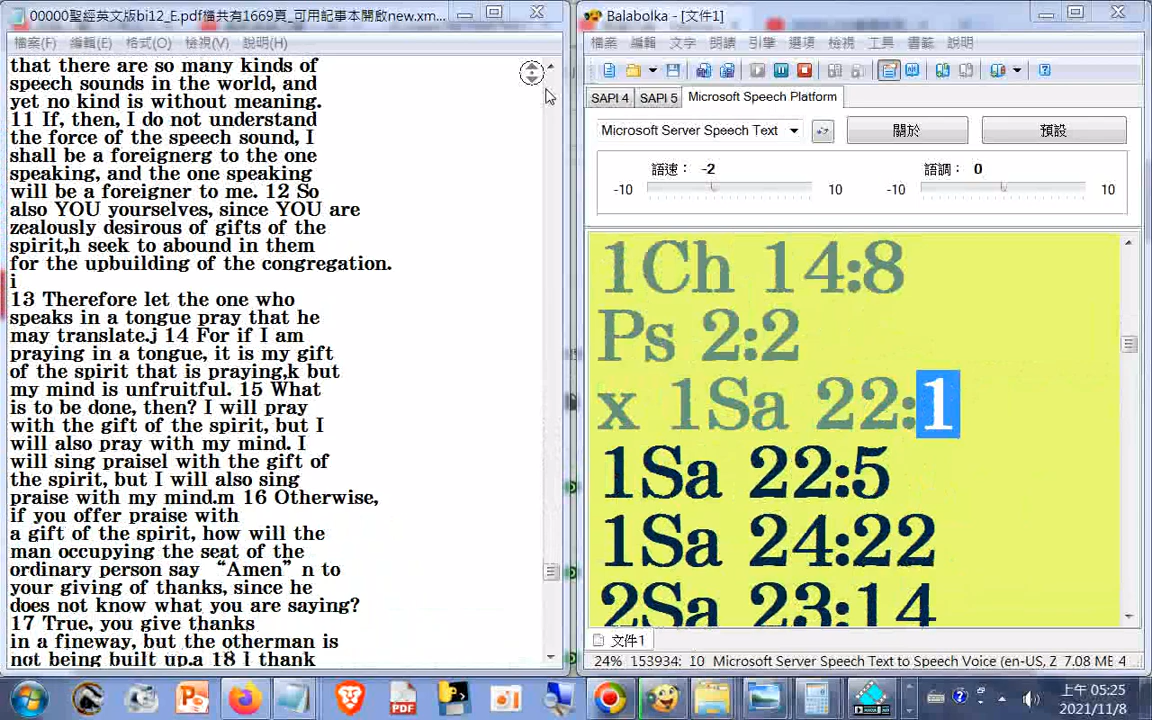 00000聖經英文版bi12_E.pdf檔共有1669頁_可用記事本開啟new.xm...
檔案(F) 編輯(E) 格式(O) 檢視(V) 說明(H)
that there are so many kinds of
speech sounds in the world, and
yet no kind is without meaning.
11 If, then, I do not understand
the force of the speech sound, I
shall be a foreignerg to the one
speaking, and the one speaking
will be a foreigner to me. 12 So
also YOU yourselves, since YOU are
zealously desirous of gifts of the
spirit,h seek to abound in them
for the upbuilding of the congregation.
i
13 Therefore let the one who
speaks in a tongue pray that he
may translate.j 14 For if I am
praying in a tongue, it is my gift
of the spirit that is praying,k but
my mind is unfruitful. 15 What
is to be done, then? I will pray
with the gift of the spirit, but I
will also pray with my mind. I
will sing praisel with the gift of
the spirit, but I will also sing
praise with my mind.m 16 Otherwise,
if you offer praise with
a gift of the spirit, how will the
man occupying the seat of the
ordinary person say “Amen” n to
your giving of thanks, since he
does not know what you are saying?
17 True, you give thanks
in a fineway, but the otherman is
not being built up.a 18 l thank
Balabolka - [文件1]
檔案 編輯 文字 朗讀 引擎 選項 檢視 工具 書籤 說明
SAPI 4 SAPI 5 Microsoft Speech Platform
Microsoft Server Speech Text 關於 預設
語速: -2 語調: 0
-10 10 -10 10
1Ch 14:8
Ps 2:2
x 1Sa 22:1
1Sa 22:5
1Sa 24:22
2Sa 23:14
文件1
24% 153934: 10 Microsoft Server Speech Text to Speech Voice (en-US, Z 7.08 ME 4
PDF
上午 05:25
2021/11/8